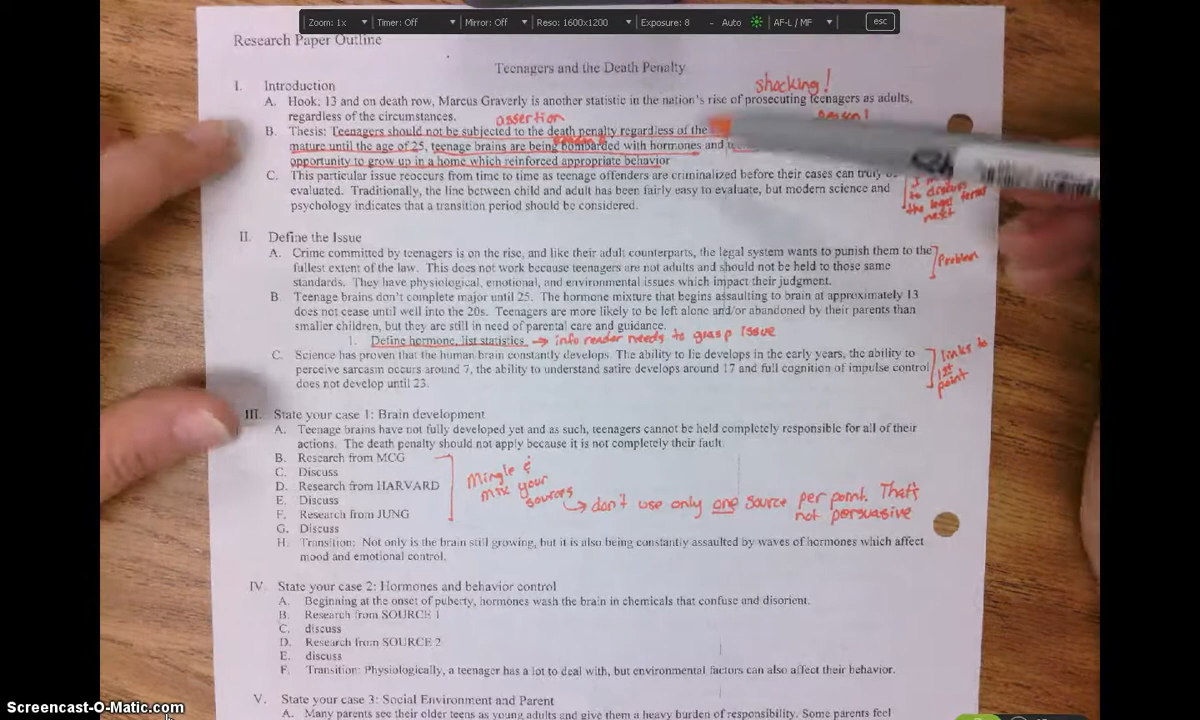 Zoom: 1x Timer: Off Mirror: Off Reso: 1600x1200 Exposure: 8 - Auto AF-L / MF esc
Research Paper Outline
Teenagers and the Death Penalty
shocking!
I. Introduction
A. Hook: 13 and on death row, Marcus Graverly is another statistic in the nation's rise of prosecuting teenagers as adults,
regardless of the circumstances.
assertion
B. Thesis: Teenagers should not be subjected to the death penalty regardless of the
mature until the age of 25, teenage brains are being bombarded with hormones and
opportunity to grow up in a home which reinforced appropriate behavior
C. This particular issue reoccurs from time to time as teenage offenders are criminalized before their cases can truly
evaluated. Traditionally, the line between child and adult has been fairly easy to evaluate, but modern science and
psychology indicates that a transition period should be considered.
to discuss
the legal
II. Define the Issue
A. Crime committed by teenagers is on the rise, and like their adult counterparts, the legal system wants to punish them to the
fullest extent of the law. This does not work because teenagers are not adults and should not be held to those same
standards. They have physiological, emotional, and environmental issues which impact their judgment.
Problem
B. Teenage brains don't complete major until 25. The hormone mixture that begins assaulting to brain at approximately 13
does not cease until well into the 20s. Teenagers are more likely to be left alone and/or abandoned by their parents than
smaller children, but they are still in need of parental care and guidance.
1. Define hormone, list statistics → info reader needs to grasp issue
C. Science has proven that the human brain constantly develops. The ability to lie develops in the early years, the ability to
perceive sarcasm occurs around 7, the ability to understand satire develops around 17 and full cognition of impulse control
does not develop until 23.
links to
1st
point
III. State your case 1: Brain development
A. Teenage brains have not fully developed yet and as such, teenagers cannot be held completely responsible for all of their
actions. The death penalty should not apply because it is not completely their fault.
B. Research from MCG
C. Discuss
D. Research from HARVARD
E. Discuss
F. Research from JUNG
G. Discuss
Mingle &
mix your
sources
→ don't use only one source per point. That's
not persuasive
H. Transition: Not only is the brain still growing, but it is also being constantly assaulted by waves of hormones which affect
mood and emotional control.
IV. State your case 2: Hormones and behavior control
A. Beginning at the onset of puberty, hormones wash the brain in chemicals that confuse and disorient.
B. Research from SOURCE 1
C. discuss
D. Research from SOURCE 2
E. discuss
F. Transition: Physiologically, a teenager has a lot to deal with, but environmental factors can also affect their behavior.
V. State your case 3: Social Environment and Parent
A. Many parents see their older teens as young adults and give them a heavy burden of responsibility. Some parents feel
Screencast-O-Matic.com